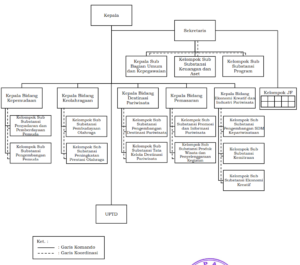 Kepala
Sekretaris
Kepala Sub
Bagian Umum
dan Kepegawaian
Kelompok Sub
Substansi
Keuangan dan
Aset
Kelompok Sub
Substansi
Program
Kepala Bidang
Kepemudaan
Kepala Bidang
Keolahragaan
Kepala Bidang
Destinasi
Pariwisata
Kepala Bidang
Pemasaran
Kepala Bidang
Ekonomi Kreatif dan
Industri Pariwisata
Kelompok JF
Kelompok Sub
Substansi
Penyadaran dan
Pemberdayaan
Pemuda
Kelompok Sub
Substansi
Pengembangan
Pemuda
Kelompok Sub
Substansi
Pembudayaan
Olahraga
Kelompok Sub
Substansi
Peningkatan
Prestasi Olahraga
Kelompok Sub
Substansi
Pengembangan
Destinasi Pariwisata
Kelompok Sub
Substansi Tata
Kelola Destinasi
Pariwisata
Kelompok Sub
Substansi Promosi
dan Informasi
Pariwisata
Kelompok Sub
Substansi Produk
Wisata dan
Penyelenggaraan
Kegiatan
Kelompok Sub
Substansi
Pengembangan SDM
Kepariwisataan
Kelompok Sub
Substansi
Kemitraan
Kelompok Sub
Substansi Ekonomi
Kreatif
UPTD
Ket. :
: Garis Komando
: Garis Koordinasi